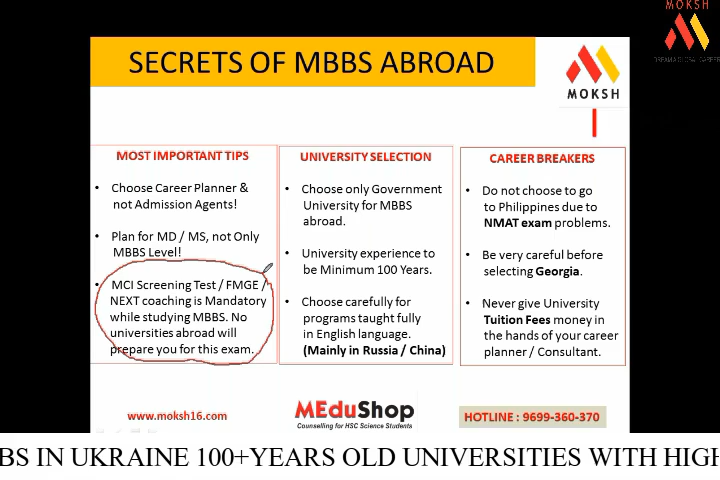 MOKSH
DREAM A GLOBAL CAREER
SECRETS OF MBBS ABROAD
MOKSH
MOST IMPORTANT TIPS
• Choose Career Planner &
not Admission Agents!
• Plan for MD / MS, not Only
MBBS Level!
• MCI Screening Test / FMGE /
NEXT coaching is Mandatory
while studying MBBS. No
universities abroad will
prepare you for this exam.
UNIVERSITY SELECTION
• Choose only Government
University for MBBS
abroad.
• University experience to
be Minimum 100 Years.
• Choose carefully for
programs taught fully
in English language.
(Mainly in Russia / China)
CAREER BREAKERS
• Do not choose to go
to Philippines due to
NMAT exam problems.
• Be very careful before
selecting Georgia.
• Never give University
Tuition Fees money in
the hands of your career
planner / Consultant.
www.moksh16.com
MEduShop
Counselling for HSC Science Students
HOTLINE : 9699-360-370
BS IN UKRAINE 100+YEARS OLD UNIVERSITIES WITH HIGH